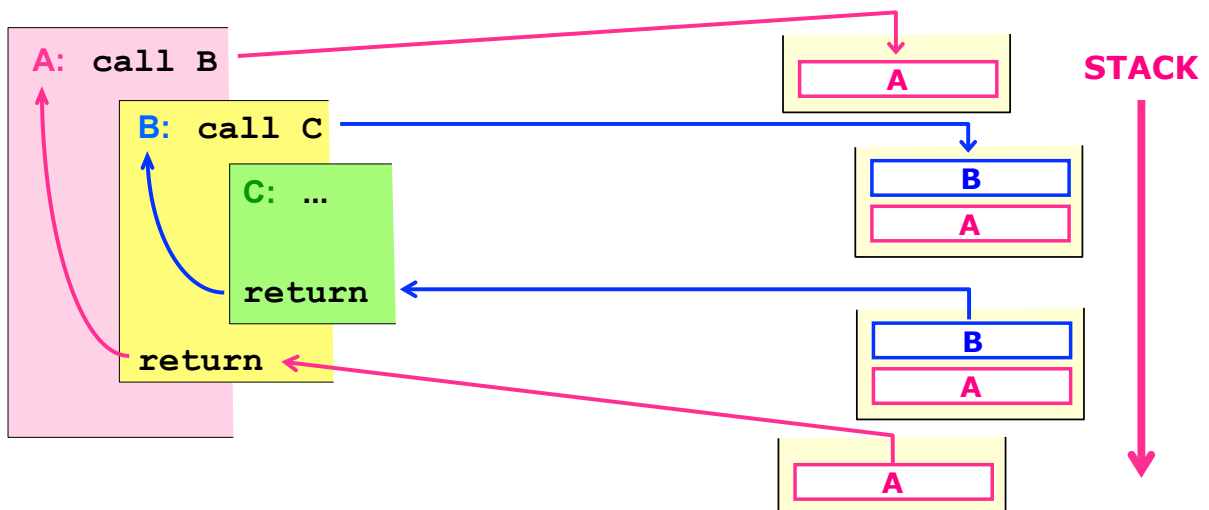 A: call B
B: call C
C: ...
return
return
STACK
A
B
A
B
A
A